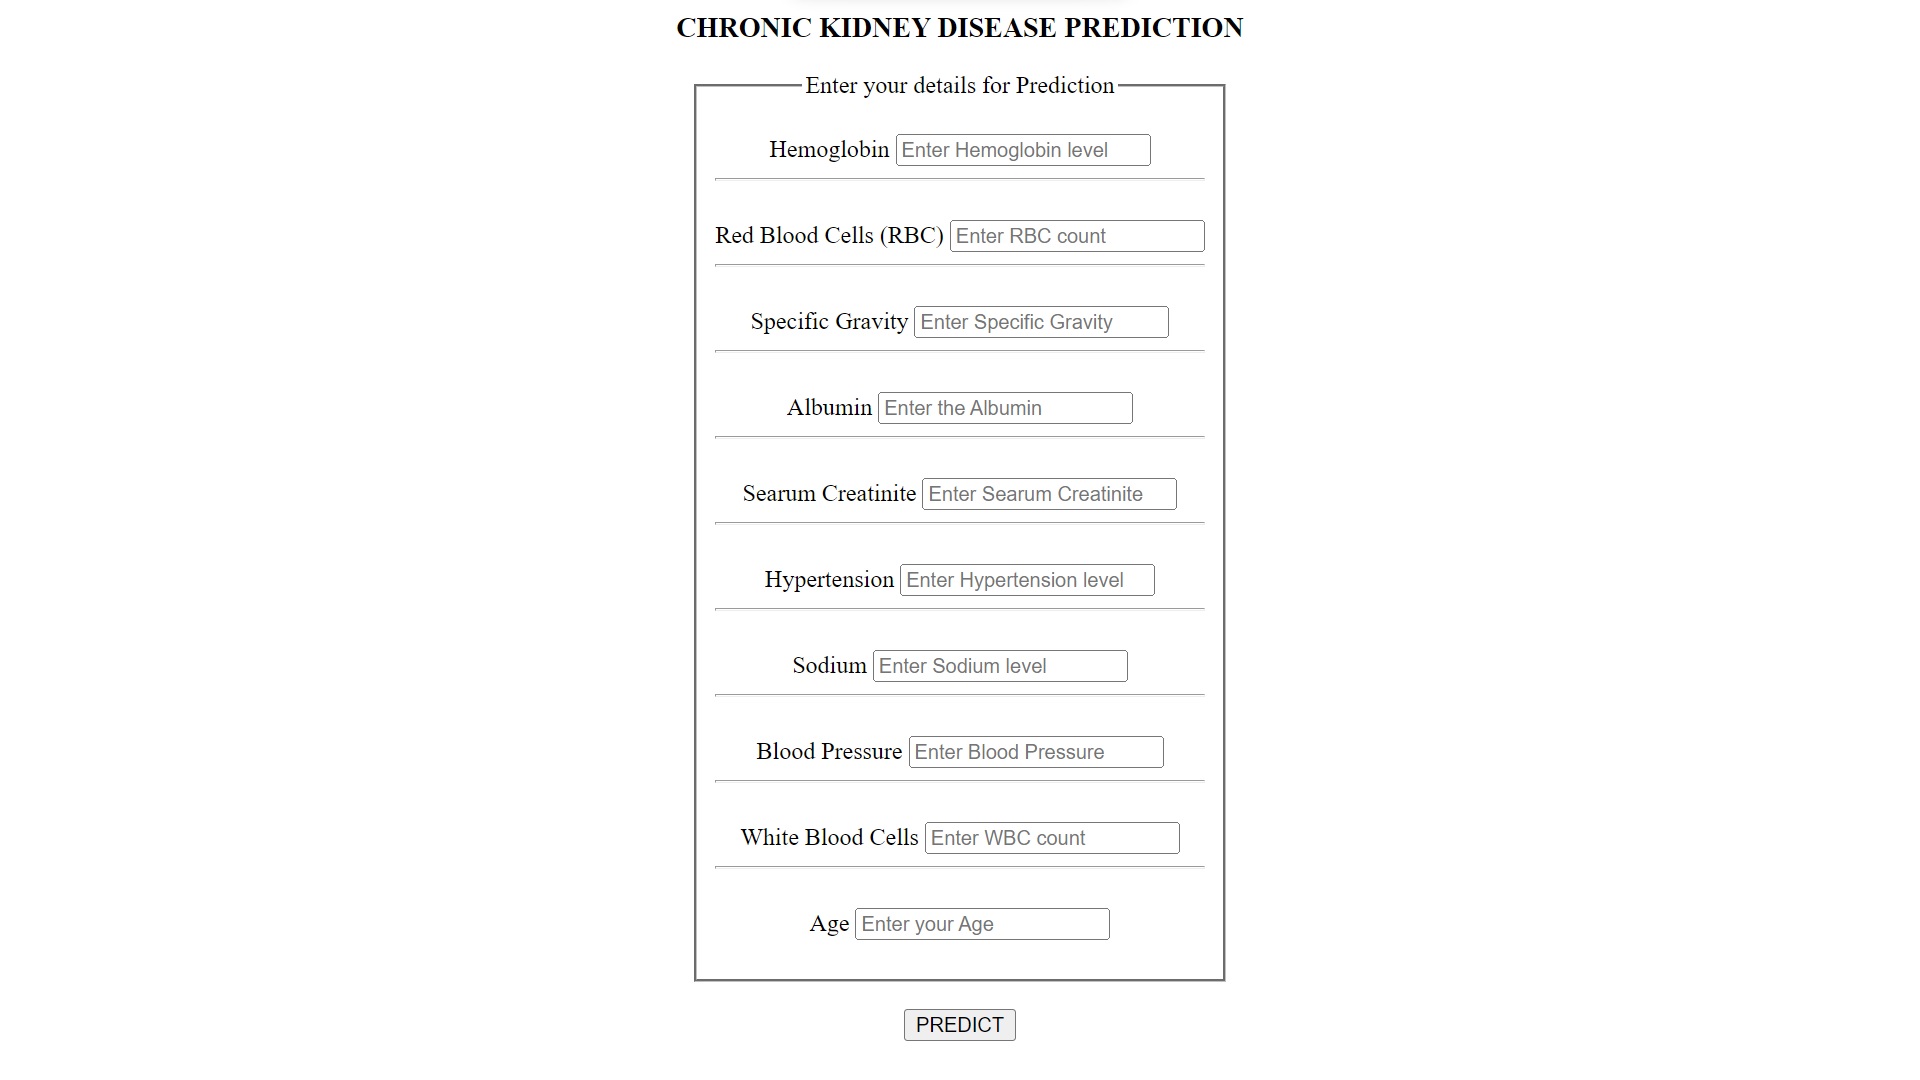 CHRONIC KIDNEY DISEASE PREDICTION
Enter your details for Prediction
Hemoglobin Enter Hemoglobin level
Red Blood Cells (RBC) Enter RBC count
Specific Gravity Enter Specific Gravity
Albumin Enter the Albumin
Searum Creatinite Enter Searum Creatinite
Hypertension Enter Hypertension level
Sodium Enter Sodium level
Blood Pressure Enter Blood Pressure
White Blood Cells Enter WBC count
Age Enter your Age
PREDICT